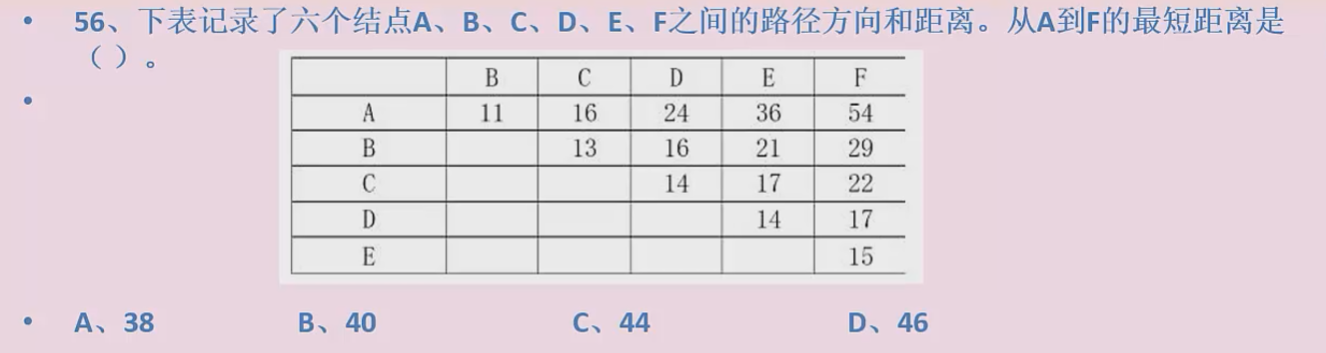 • 56、下表记录了六个结点A、B、C、D、E、F之间的路径方向和距离。从A到F的最短距离是
（ ）。
•
B C D E F
A 11 16 24 36 54
B 13 16 21 29
C 14 17 22
D 14 17
E 15
• A、38 B、40 C、44 D、46